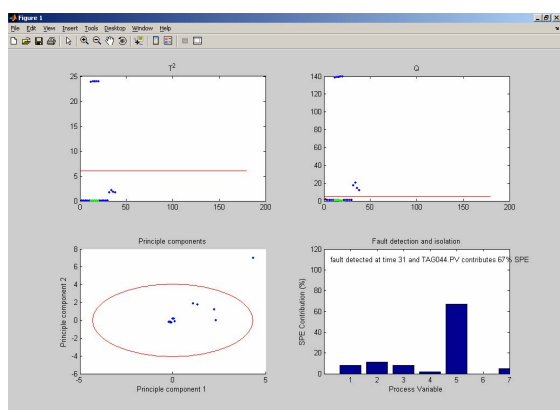 Figure 1
File Edit View Insert Tools Desktop Window Help
T2
25
20
15
10
5
0
0 50 100 150 200
Q
140
120
100
80
60
40
20
0
0 50 100 150 200
Principle components
Principle component 2
8
6
4
2
0
-2
-4
-6
-5 0 5
Principle component 1
Fault detection and isolation
fault detected at time 31 and TAG044.PV contributes 67% SPE
SPE Contribution (%)
120
100
80
60
40
20
0
1 2 3 4 5 6 7
Process Variable